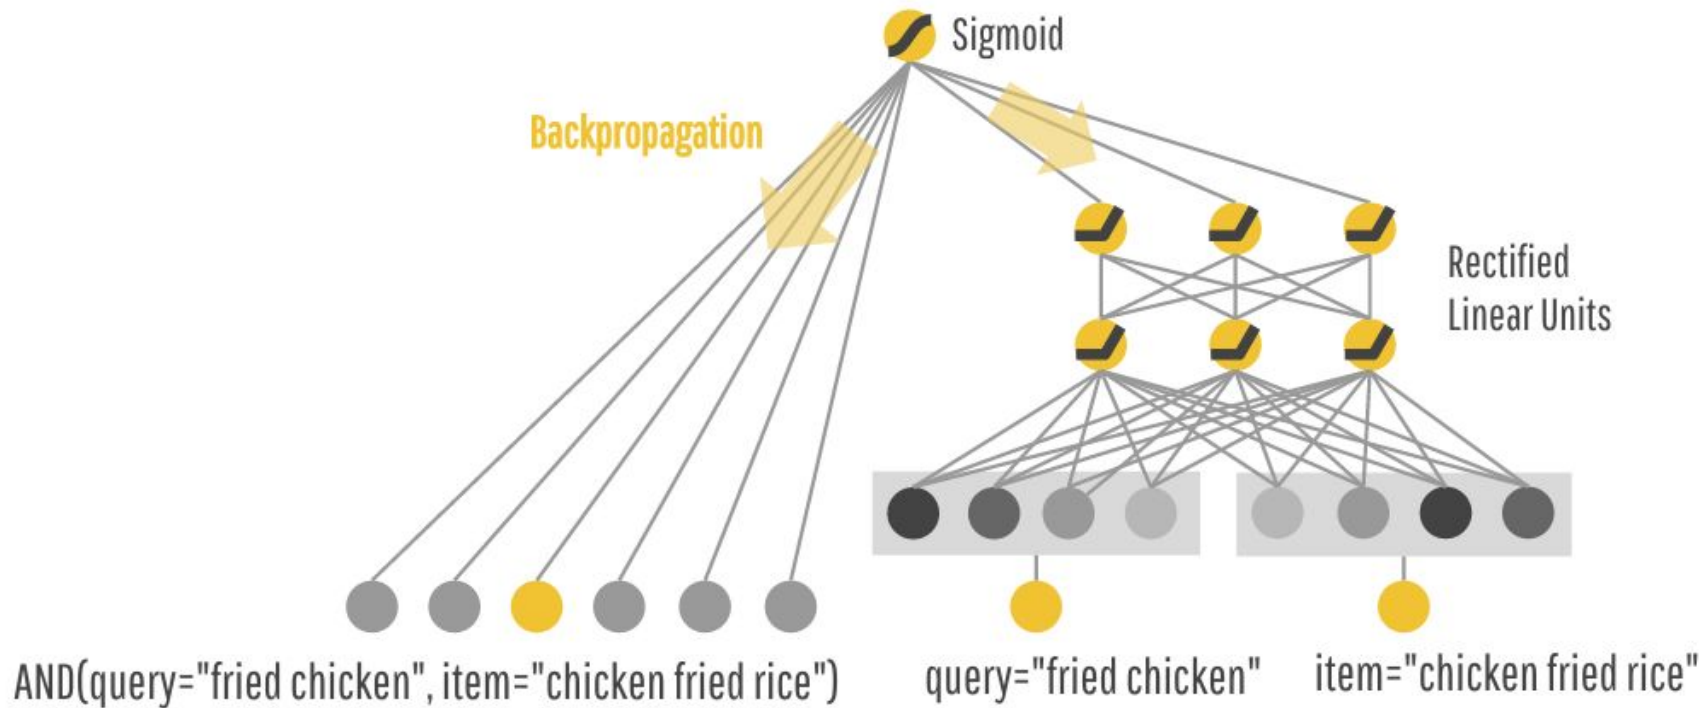 Sigmoid
Backpropagation
Rectified
Linear Units
AND(query="fried chicken", item="chicken fried rice")
query="fried chicken"
item="chicken fried rice"